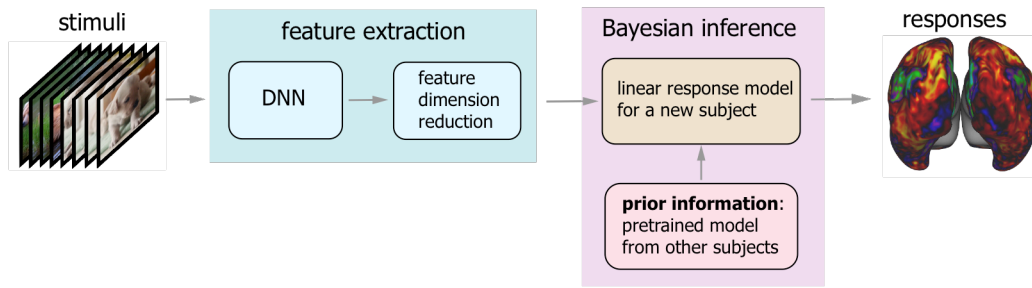 stimuli
feature extraction
DNN
feature
dimension
reduction
Bayesian inference
linear response model
for a new subject
prior information:
pretrained model
from other subjects
responses